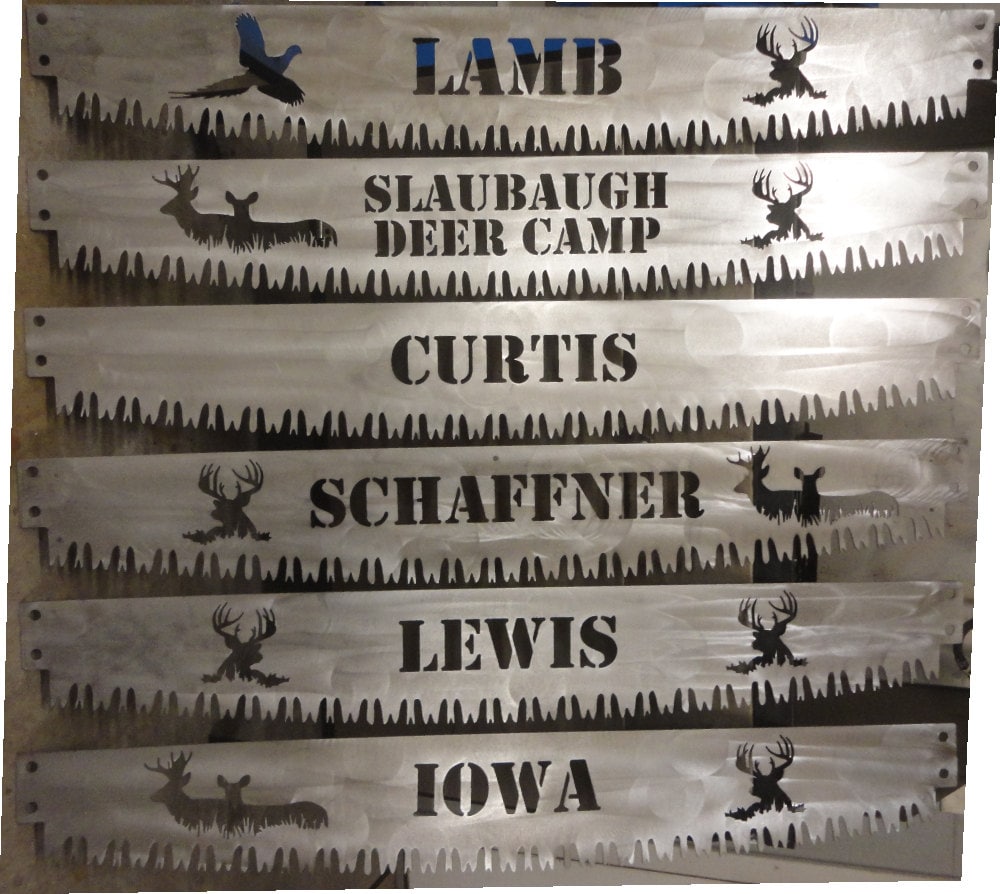 LAMB
SLAUBAUGH
DEER CAMP
CURTIS
SCHAFFNER
LEWIS
IOWA